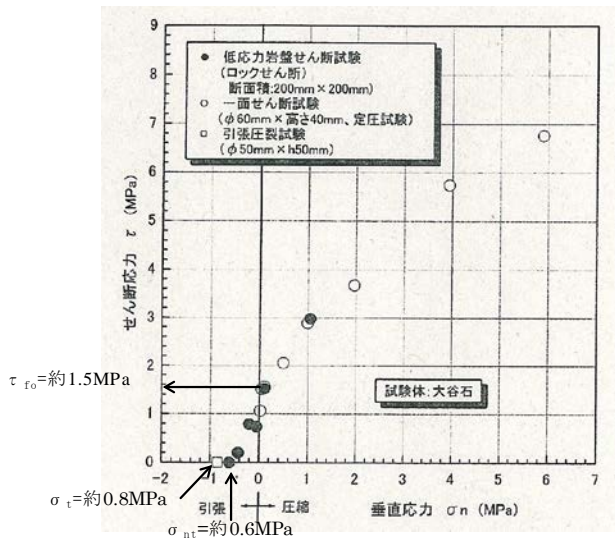 9
8
7
6
5
4
3
2
1
0
せん断応力 τ (MPa)
● 低応力岩盤せん断試験
(ロックせん断)
断面積:200mm×200mm)
○ 一面せん断試験
(φ60mm×高さ40mm、定圧試験)
□ 引張圧裂試験
(φ50mm×h50mm)
試験体:大谷石
τ fo=約1.5MPa
-2 -1 0 1 2 3 4 5 6 7
引張 圧縮
垂直応力 σn (MPa)
σ t=約0.8MPa
σ nt=約0.6MPa